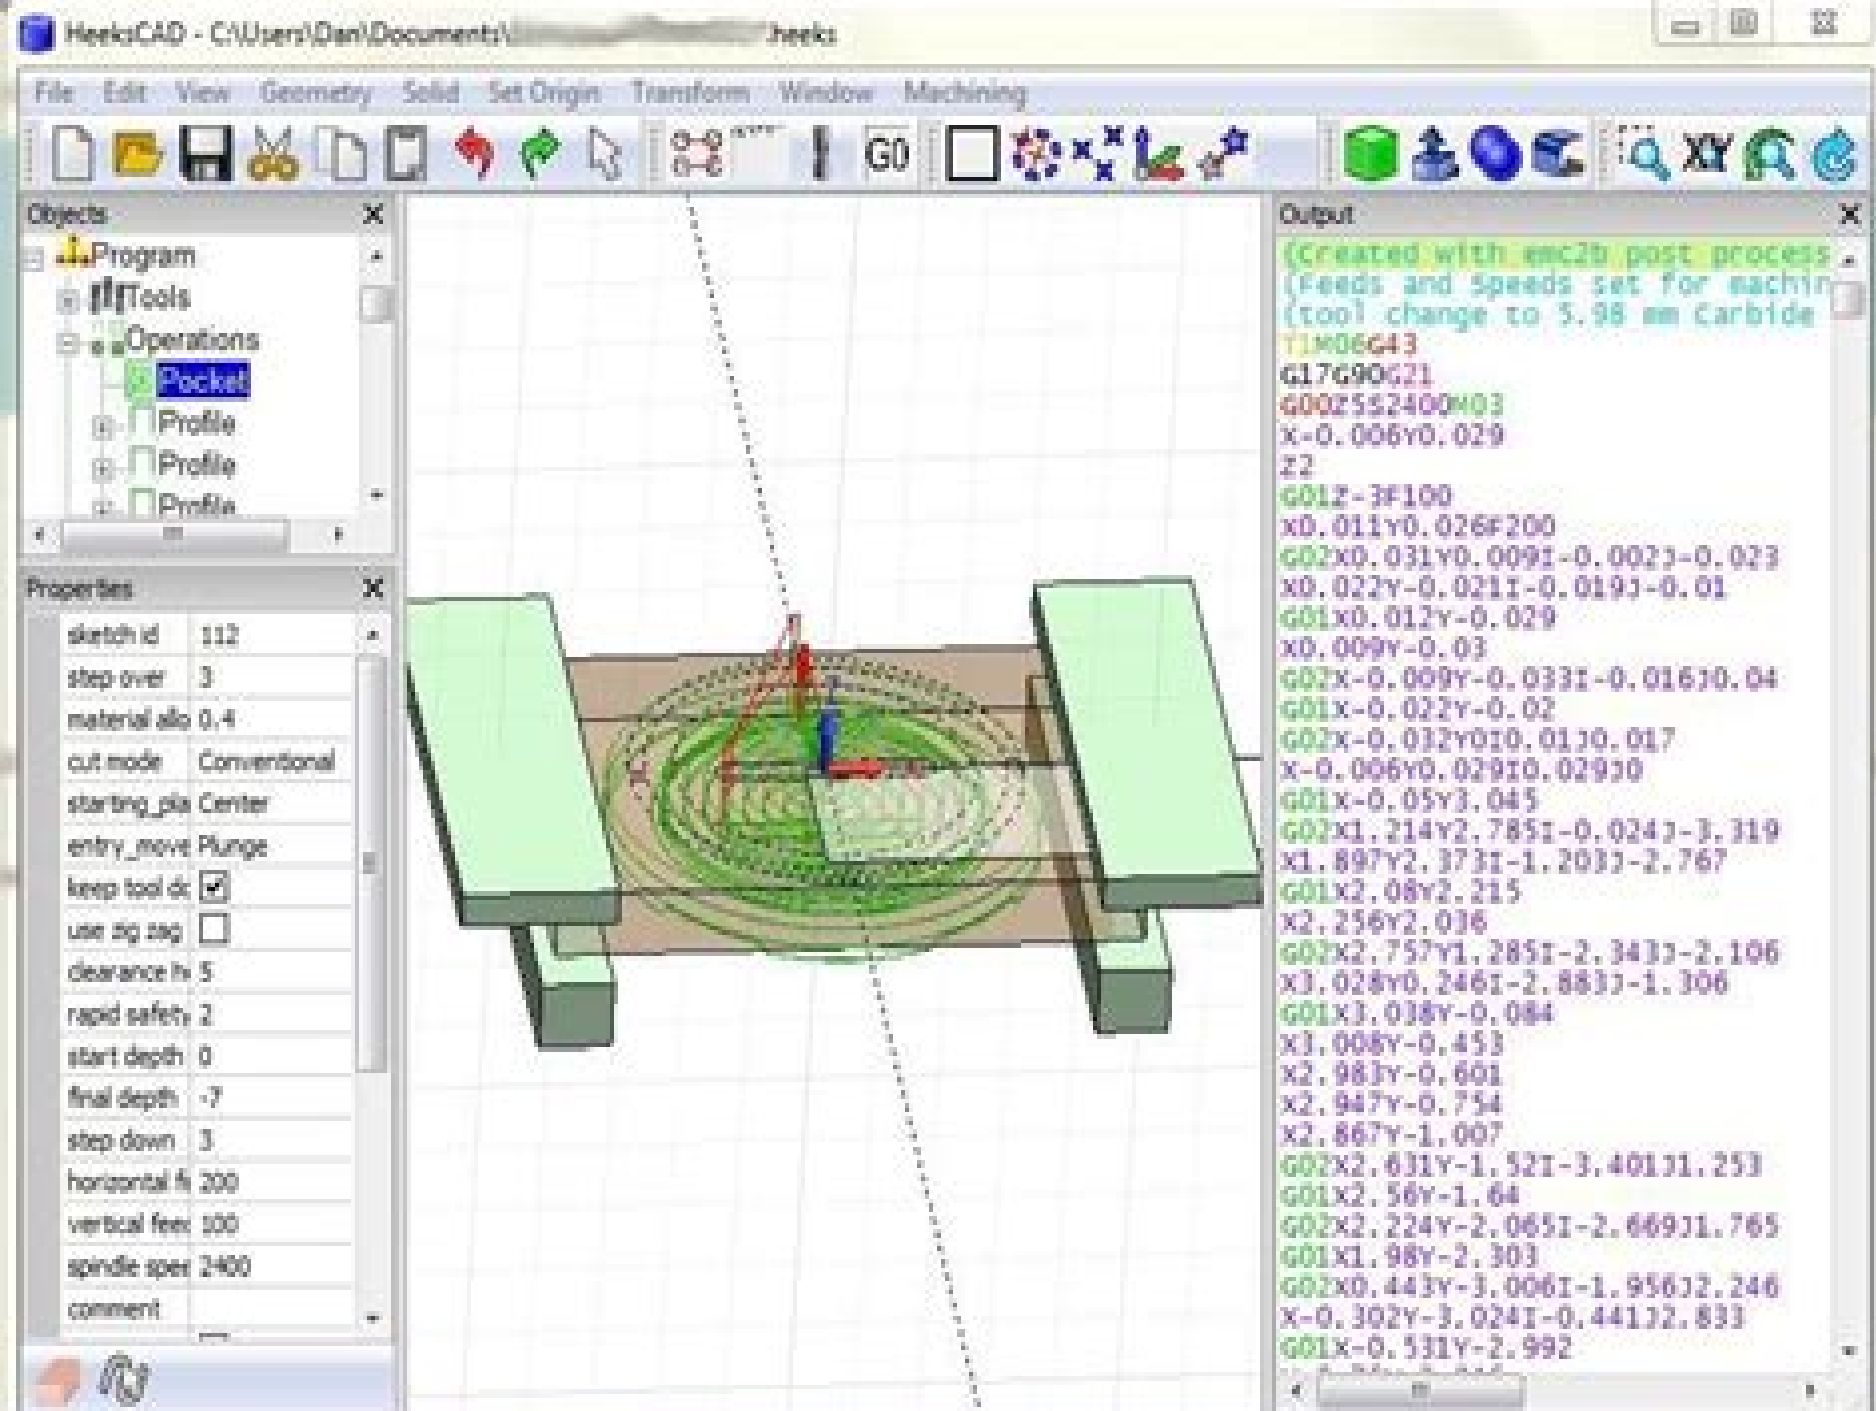 HeeksCAD - C:\Users\Dan\Documents\ .heeks
File Edit View Geometry Solid Set Origin Transform Window Machining
G0 XY
Objects
Program
Tools
Operations
Pocket
Profile
Profile
Profile
Properties
sketch id 112
step over 3
material allo 0.4
cut mode Conventional
starting_pla Center
entry_move Plunge
keep tool do
use zig zag
clearance h 5
rapid safety 2
start depth 0
final depth -7
step down 3
horizontal fe 200
vertical feec 100
spindle spee 2400
comment
Output
(Created with emc2b post process
(Feeds and Speeds set for machin
(tool change to 5.98 mm Carbide
T1M06G43
G17G90G21
G00Z5S2400M03
X-0.006Y0.029
Z2
G01Z-3F100
X0.011Y0.026F200
G02X0.031Y0.009I-0.002J-0.023
X0.022Y-0.021I-0.019J-0.01
G01X0.012Y-0.029
X0.009Y-0.03
G02X-0.009Y-0.033I-0.016J0.04
G01X-0.022Y-0.02
G02X-0.032Y0I0.01J0.017
X-0.006Y0.029I0.029J0
G01X-0.05Y3.045
G02X1.214Y2.785I-0.024J-3.319
X1.897Y2.373I-1.203J-2.767
G01X2.08Y2.215
X2.256Y2.036
G02X2.757Y1.285I-2.343J-2.106
X3.028Y0.246I-2.883J-1.306
G01X3.038Y-0.084
X3.008Y-0.453
X2.983Y-0.601
X2.947Y-0.754
X2.867Y-1.007
G02X2.631Y-1.52I-3.401J1.253
G01X2.56Y-1.64
G02X2.224Y-2.065I-2.669J1.765
G01X1.98Y-2.303
G02X0.443Y-3.006I-1.956J2.246
X-0.302Y-3.024I-0.441J2.833
G01X-0.531Y-2.992